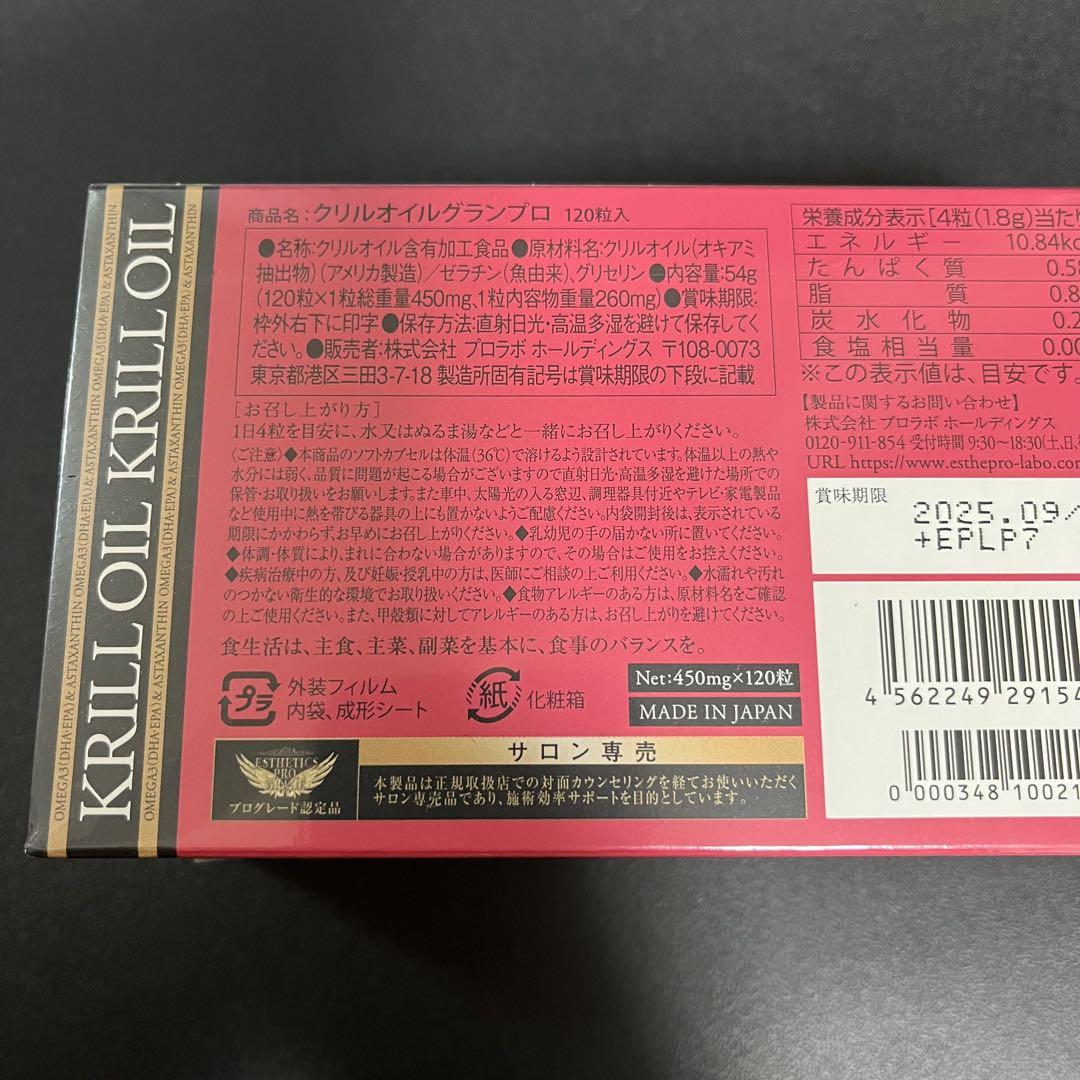 KRILL OIL KRILL OIL
OMEGA3(DHA·EPA) & ASTAXANTHIN OMEGA3(DHA·EPA) & ASTAXANTHIN
OMEGA3(DHA·EPA) & ASTAXANTHIN OMEGA3(DHA·EPA) & ASTAXANTHIN
商品名:クリルオイルグランプロ 120粒入
●名称:クリルオイル含有加工食品●原材料名:クリルオイル(オキアミ
抽出物)(アメリカ製造)/ゼラチン(魚由来)、グリセリン●内容量:54g
(120粒×1粒総重量450mg、1粒内容物重量260mg)●賞味期限:
枠外右下に印字●保存方法:直射日光・高温多湿を避けて保存してく
ださい。●販売者:株式会社 プロラボ ホールディングス 〒108-0073
東京都港区三田3-7-18 製造所固有記号は賞味期限の下段に記載
[お召し上がり方]
1日4粒を目安に、水又はぬるま湯などと一緒にお召し上がりください。
〈ご注意〉◆本商品のソフトカプセルは体温(36℃)で溶けるよう設計されています。体温以上の熱や
水分には弱く、品質に問題が起こる場合がございますので直射日光・高温多湿を避けた場所での
保管・お取り扱いをお願いします。また車中、太陽光の入る窓辺、調理器具付近やテレビ・家電製品
など使用中に熱を帯びる器具の上にも置かないようご配慮ください。内袋開封後は、表示されている
期限にかかわらず、お早めにお召し上がりください。◆乳幼児の手の届かない所に置いてください。
◆体調・体質により、まれに合わない場合がありますので、その場合はご使用をお控えください。
◆疾病治療中の方、及び妊娠・授乳中の方は、医師にご相談の上ご利用ください。◆水濡れや汚れ
のつかない衛生的な環境でお取り扱いください。◆食物アレルギーのある方は、原材料名をご確認
の上ご使用ください。また、甲殻類に対してアレルギーのある方は、お召し上がりを避けてください。
食生活は、主食、主菜、副菜を基本に、食事のバランスを。
プラ 外装フィルム
内袋、成形シート
紙 化粧箱
Net:450mg×120粒
MADE IN JAPAN
ESTHETICS
PRO
プログレード認定品
サロン専売
本製品は正規取扱店での対面カウンセリングを経てお使いいただく
サロン専売品であり、施術効率サポートを目的としています。
栄養成分表示[4粒(1.8g)当たり
エネルギー 10.84kc
たんぱく質 0.5
脂質 0.8
炭水化物 0.2
食塩相当量 0.00
※この表示値は、目安です。
【製品に関するお問い合わせ】
株式会社 プロラボ ホールディングス
0120-911-854 受付時間 9:30~18:30(土、日、
URL https://www.esthepro-labo.com
賞味期限
2025.09/
+EPLP7
4 562249 29154
0 000348 10021